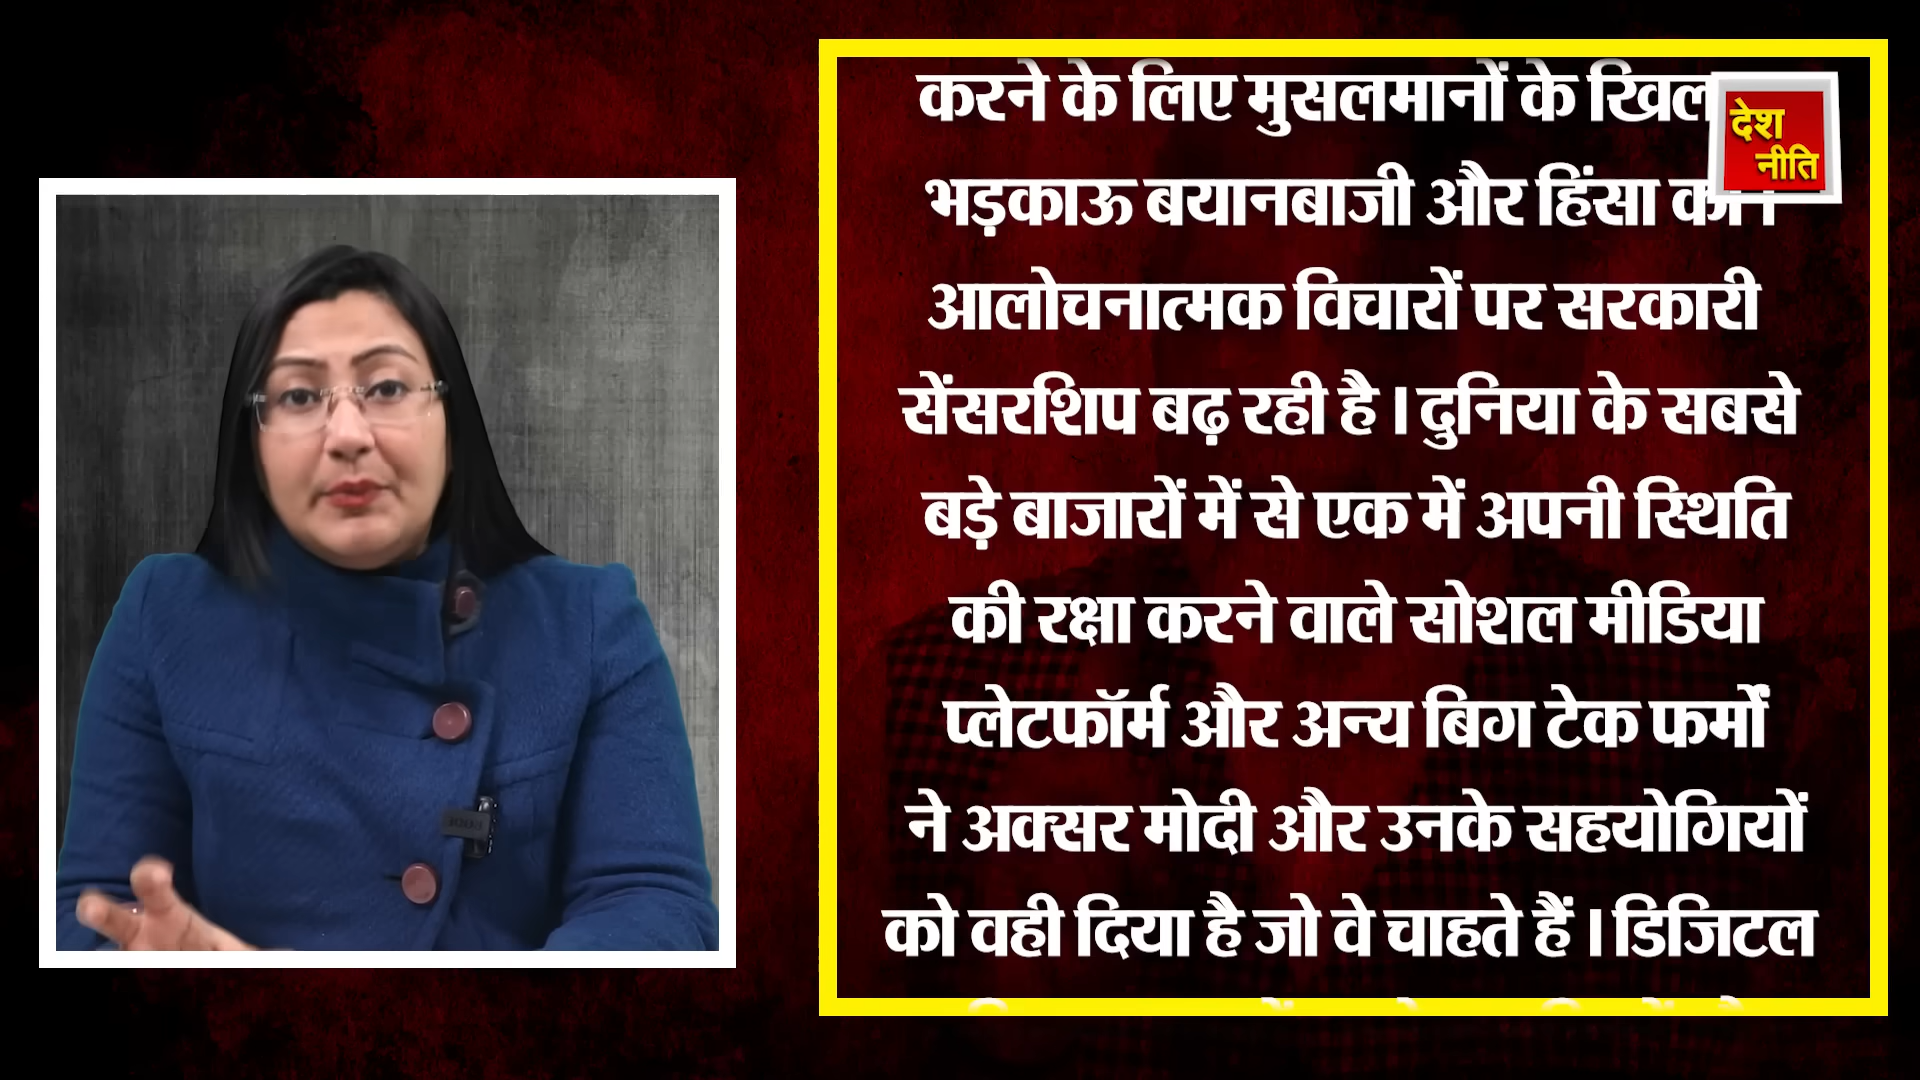 करने के लिए मुसलमानों के
भड़काऊ बयानबाजी और हिंसा
आलोचनात्मक विचारों पर सरकारी
सेंसरशिप बढ़ रही है । दुनिया के सबसे
बड़े बाजारों में से एक में अपनी स्थिति
की रक्षा करने वाले सोशल मीडिया
प्लेटफॉर्म और अन्य बिग टेक फर्मों
ने अक्सर मोदी और उनके सहयोगियों
को वही दिया है जो वे चाहते हैं । डिजिटल
देश
नीति